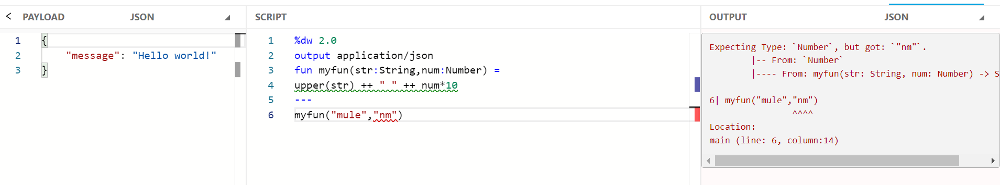 < PAYLOAD JSON
1 {
2 "message": "Hello world!"
3 }
SCRIPT
1 %dw 2.0
2 output application/json
3 fun myfun(str:String,num:Number) =
4 upper(str) ++ " " ++ num*10
5 ---
6 myfun("mule","nm")
OUTPUT JSON
Expecting Type: `Number`, but got: `"nm"`.
|-- From: `Number`
|---- From: myfun(str: String, num: Number) -> S
6| myfun("mule","nm")
^^^^
Location:
main (line: 6, column:14)